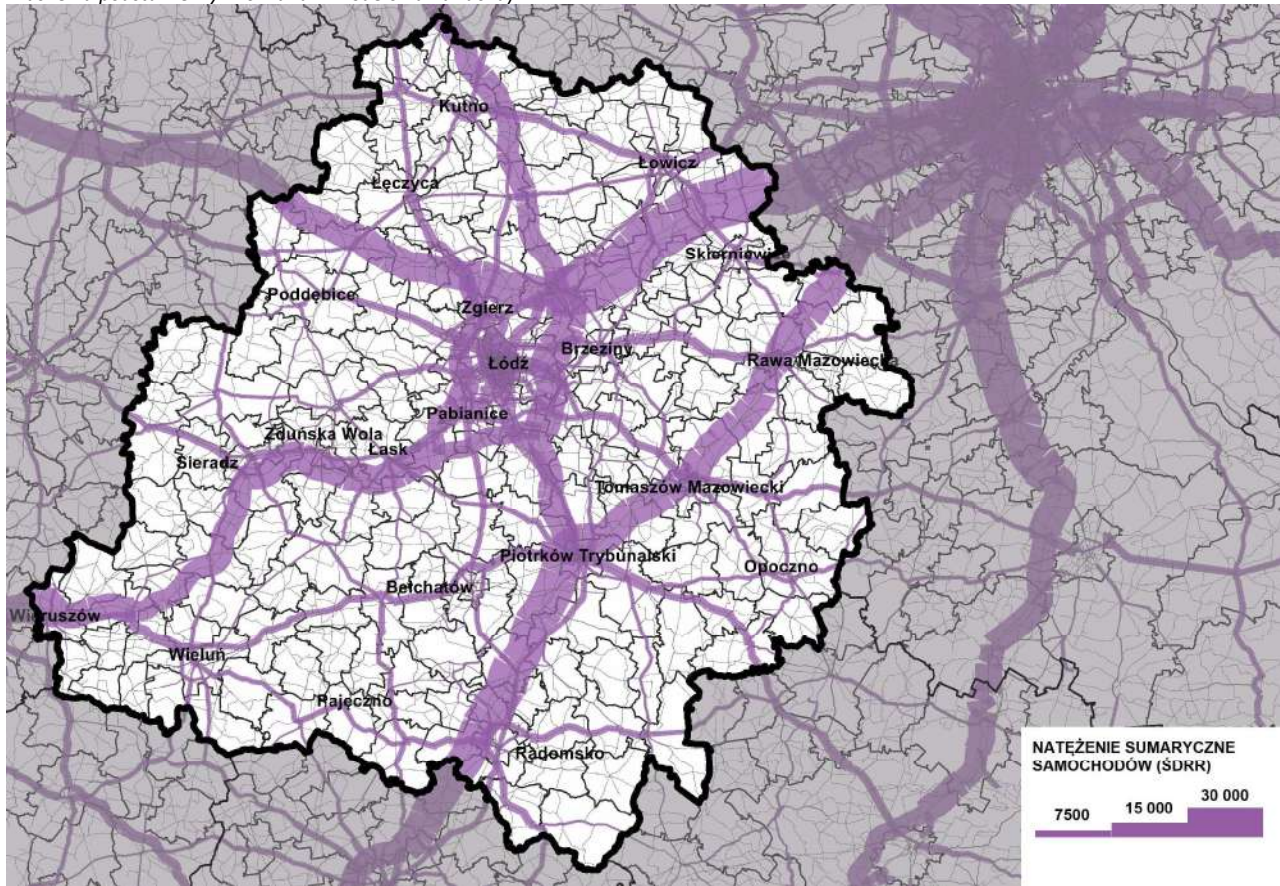 Kutno
Łowicz
Łęczyca
Skierniewice
Poddębice
Zgierz
Brzeziny
Łódź
Rawa Mazowiecka
Pabianice
Zduńska Wola
Łask
Sieradz
Tomaszów Mazowiecki
Piotrków Trybunalski
Opoczno
Bełchatów
Wieruszów
Wieluń
Pajęczno
Radomsko
NATĘŻENIE SUMARYCZNE
SAMOCHODÓW (ŚDRR)
7500 15 000 30 000